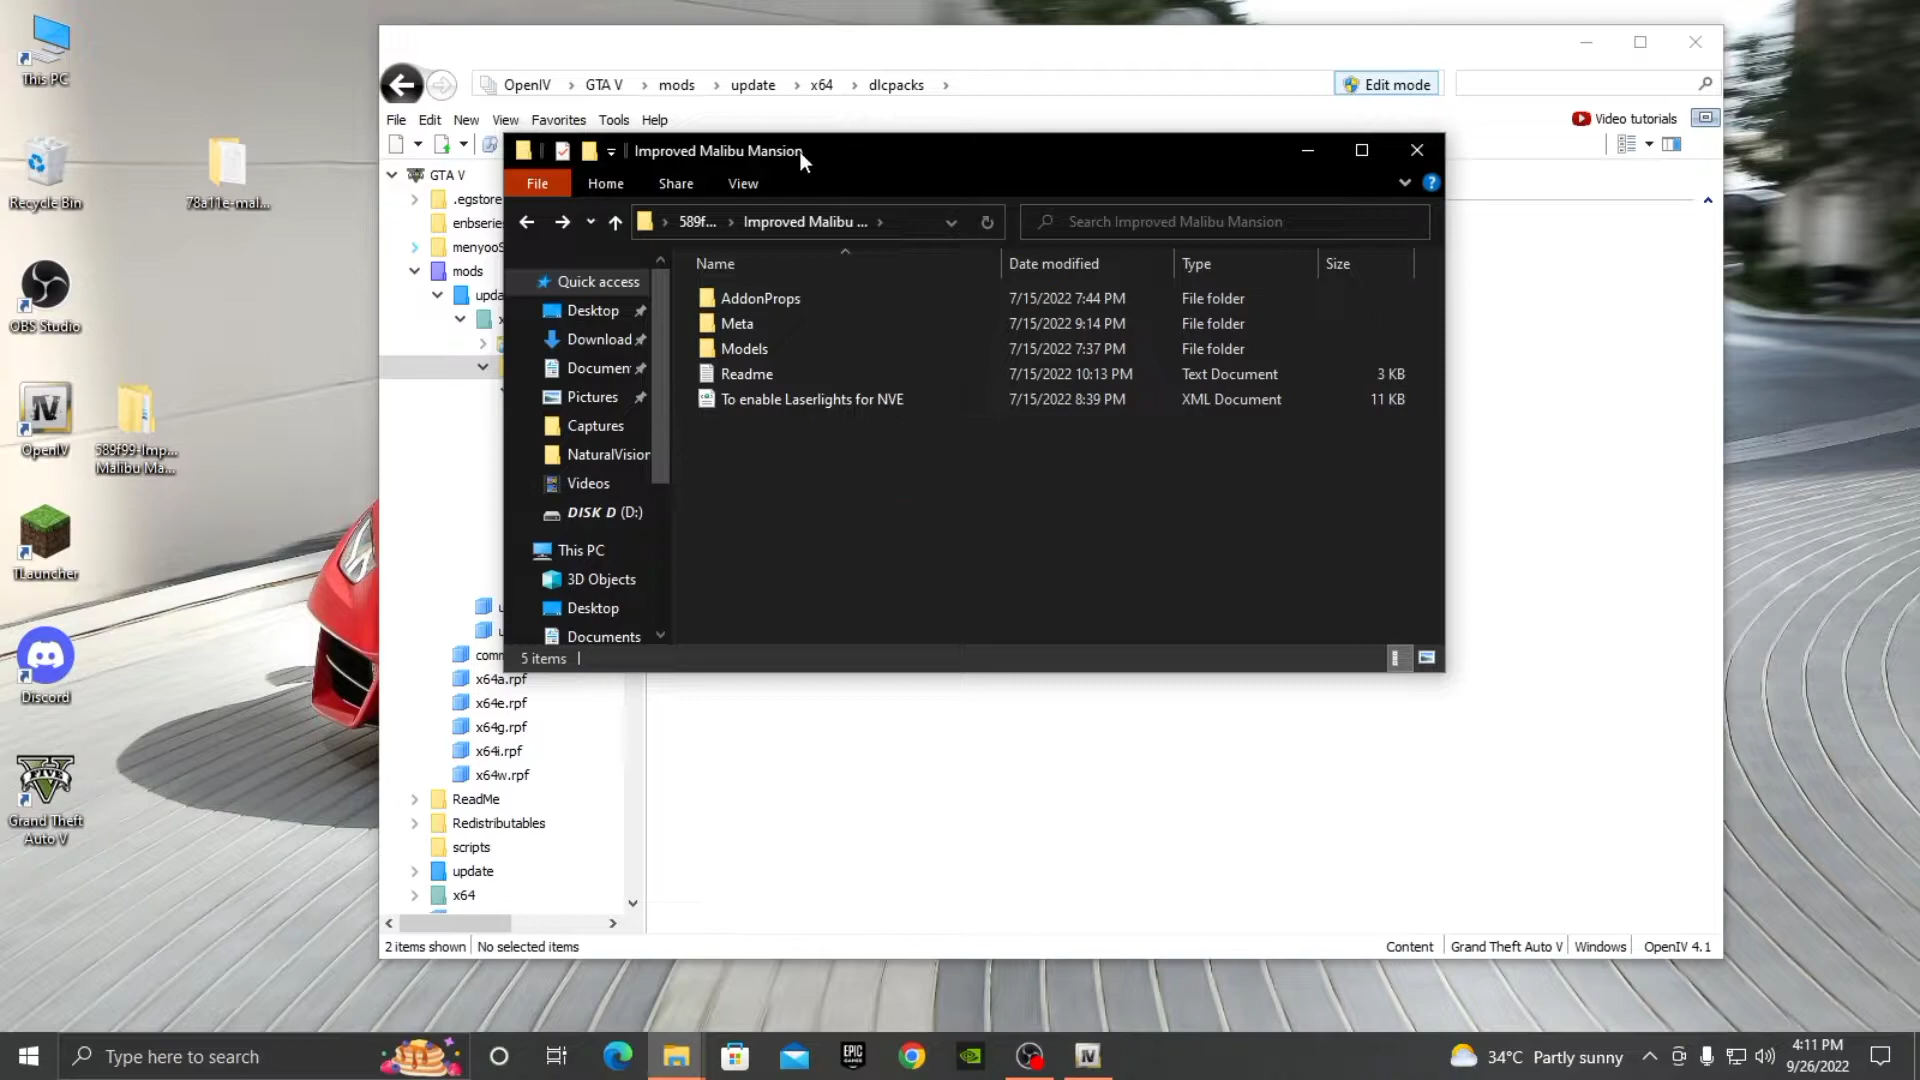 This PC
Recycle Bin
78a11e-mal...
OBS Studio
OpenIV
589f99-Imp...
Malibu Ma...
TLauncher
Discord
Grand Theft
Auto V
OpenIV
GTA V
mods
update
x64
dlcpacks
Edit mode
File
Edit
New
View
Favorites
Tools
Help
Video tutorials
GTA V
.egstore
enbserie
menyooS
mods
upda
comm
x64a.rpf
x64e.rpf
x64g.rpf
x64i.rpf
x64w.rpf
ReadMe
Redistributables
scripts
update
x64
2 items shown
No selected items
Content
Grand Theft Auto V
Windows
OpenIV 4.1
Improved Malibu Mansion
File
Home
Share
View
589f...
Improved Malibu ...
Search Improved Malibu Mansion
Quick access
Desktop
Download
Documen
Pictures
Captures
NaturalVision
Videos
DISK D (D:)
This PC
3D Objects
Desktop
Documents
Name Date modified Type Size
AddonProps 7/15/2022 7:44 PM File folder
Meta 7/15/2022 9:14 PM File folder
Models 7/15/2022 7:37 PM File folder
Readme 7/15/2022 10:13 PM Text Document 3 KB
To enable Laserlights for NVE 7/15/2022 8:39 PM XML Document 11 KB
5 items
Type here to search
EPIC
GAMES
34°C Partly sunny
4:11 PM
9/26/2022